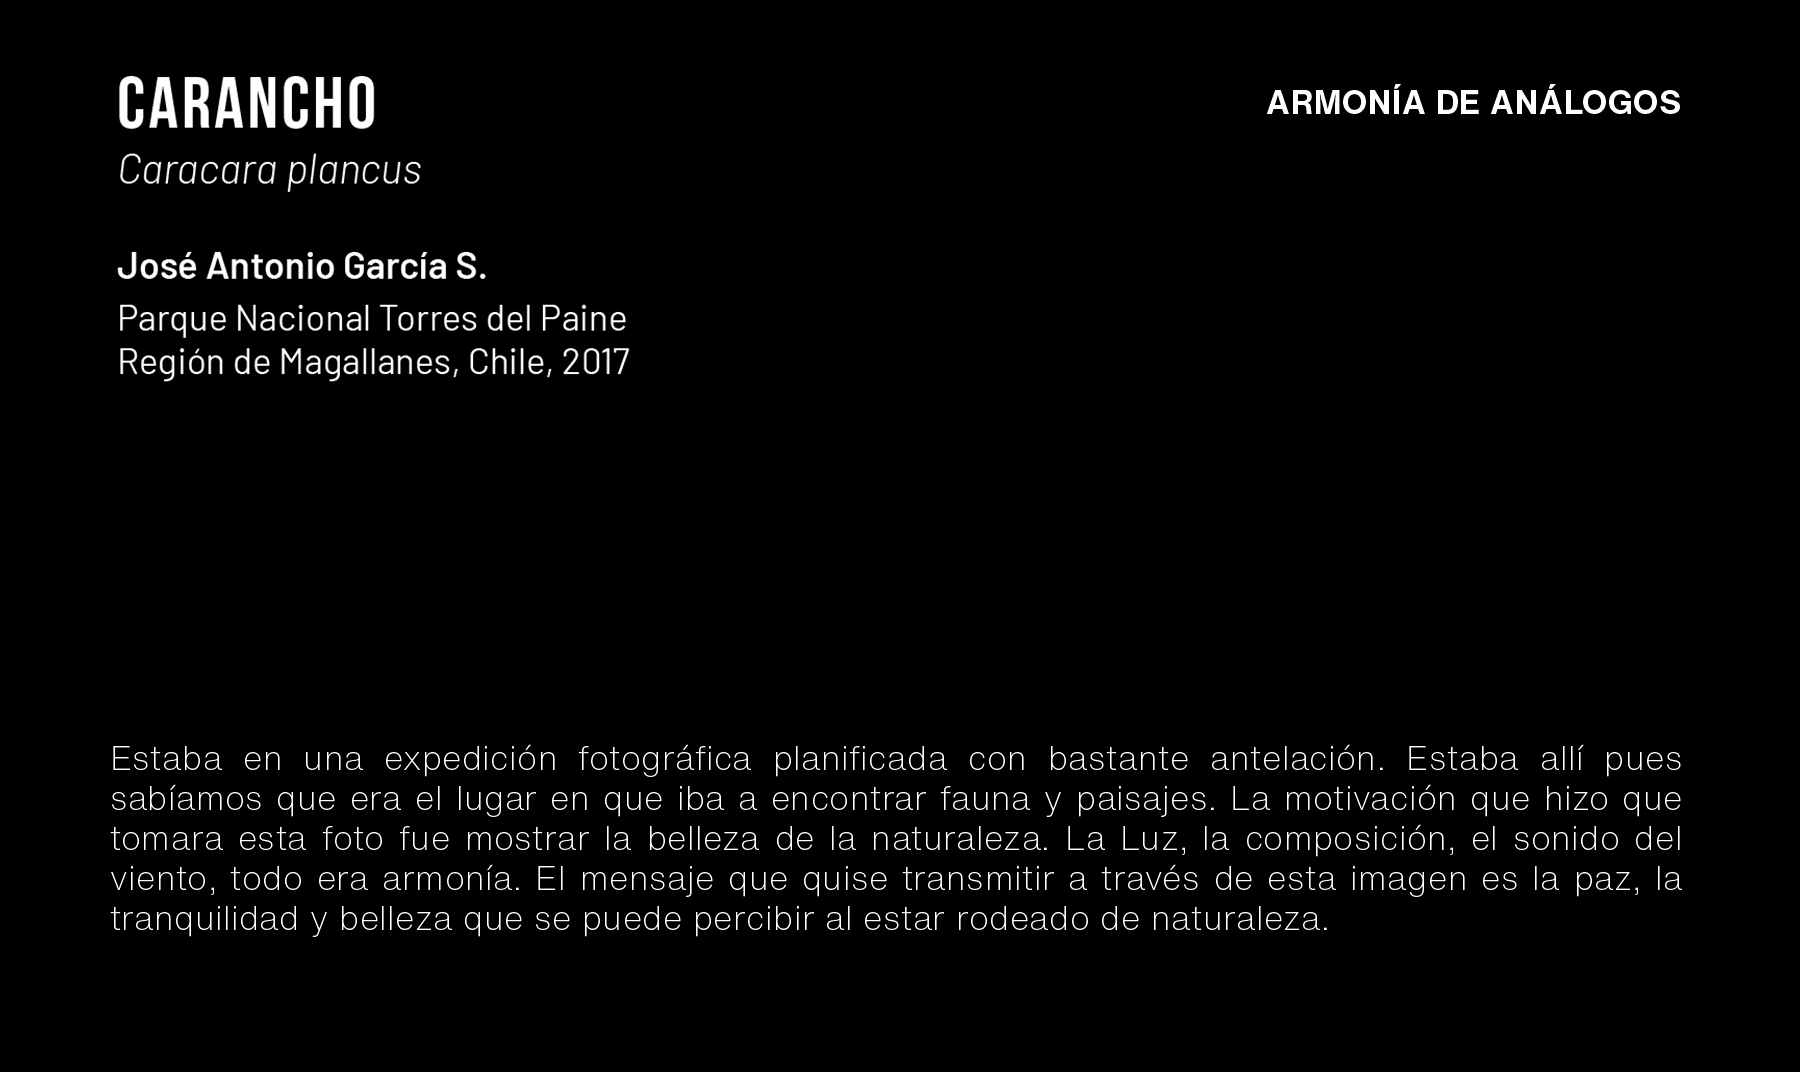 CARANCHO
ARMONÍA DE ANÁLOGOS
Caracara plancus
José Antonio García S.
Parque Nacional Torres del Paine
Región de Magallanes, Chile, 2017
Estaba en una expedición fotográfica planificada con bastante antelación. Estaba allí pues
sabíamos que era el lugar en que iba a encontrar fauna y paisajes. La motivación que hizo que
tomara esta foto fue mostrar la belleza de la naturaleza. La Luz, la composición, el sonido del
viento, todo era armonía. El mensaje que quise transmitir a través de esta imagen es la paz, la
tranquilidad y belleza que se puede percibir al estar rodeado de naturaleza.